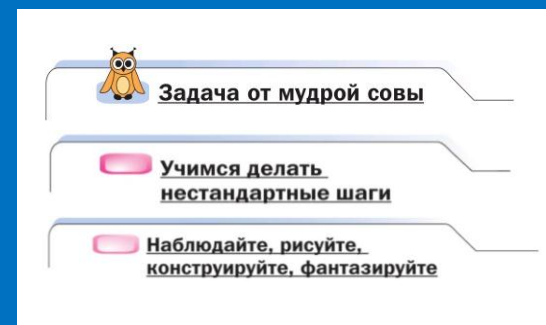 Задача от мудрой совы
Учимся делать
нестандартные шаги
Наблюдайте, рисуйте,
конструируйте, фантазируйте